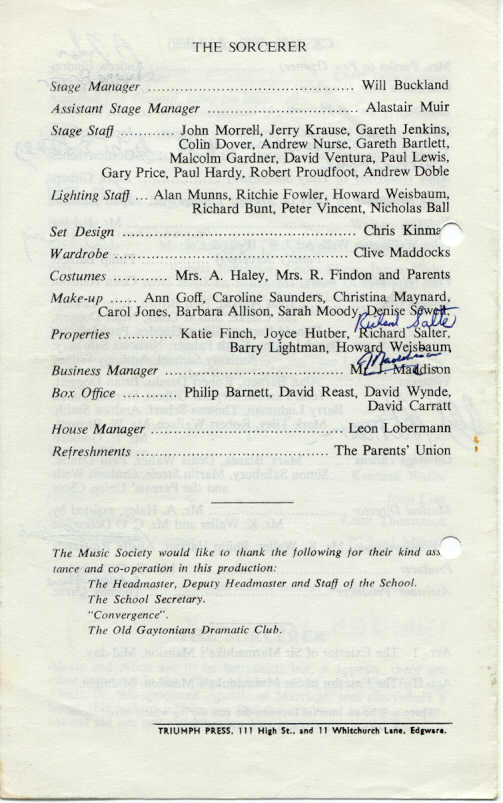 THE SORCERER
Stage Manager ........................................... Will Buckland
Assistant Stage Manager ................................ Alastair Muir
Stage Staff ............ John Morrell, Jerry Krause, Gareth Jenkins,
Colin Dover, Andrew Nurse, Gareth Bartlett,
Malcolm Gardner, David Ventura, Paul Lewis,
Gary Price, Paul Hardy, Robert Proudfoot, Andrew Doble
Lighting Staff ... Alan Munns, Ritchie Fowler, Howard Weisbaum,
Richard Bunt, Peter Vincent, Nicholas Ball
Set Design ................................................. Chris Kinma
Wardrobe .................................................. Clive Maddocks
Costumes ............ Mrs. A. Haley, Mrs. R. Findon and Parents
Make-up ...... Ann Goff, Caroline Saunders, Christina Maynard,
Carol Jones, Barbara Allison, Sarah Moody, Denise
Richard Salter
Properties ............ Katie Finch, Joyce Hutber, Richard Salter,
Barry Lightman, Howard Weisbaum
J Maddison
Business Manager ..................................... Mr. J. Maddison
Box Office ............ Philip Barnett, David Reast, David Wynde,
David Carratt
House Manager ........................................ Leon Lobermann
Refreshments .......................................... The Parents' Union
The Music Society would like to thank the following for their kind ass
tance and co-operation in this production:
The Headmaster, Deputy Headmaster and Staff of the School.
The School Secretary.
"Convergence".
The Old Gaytonians Dramatic Club.
TRIUMPH PRESS, 111 High St., and 11 Whitchurch Lane, Edgware.